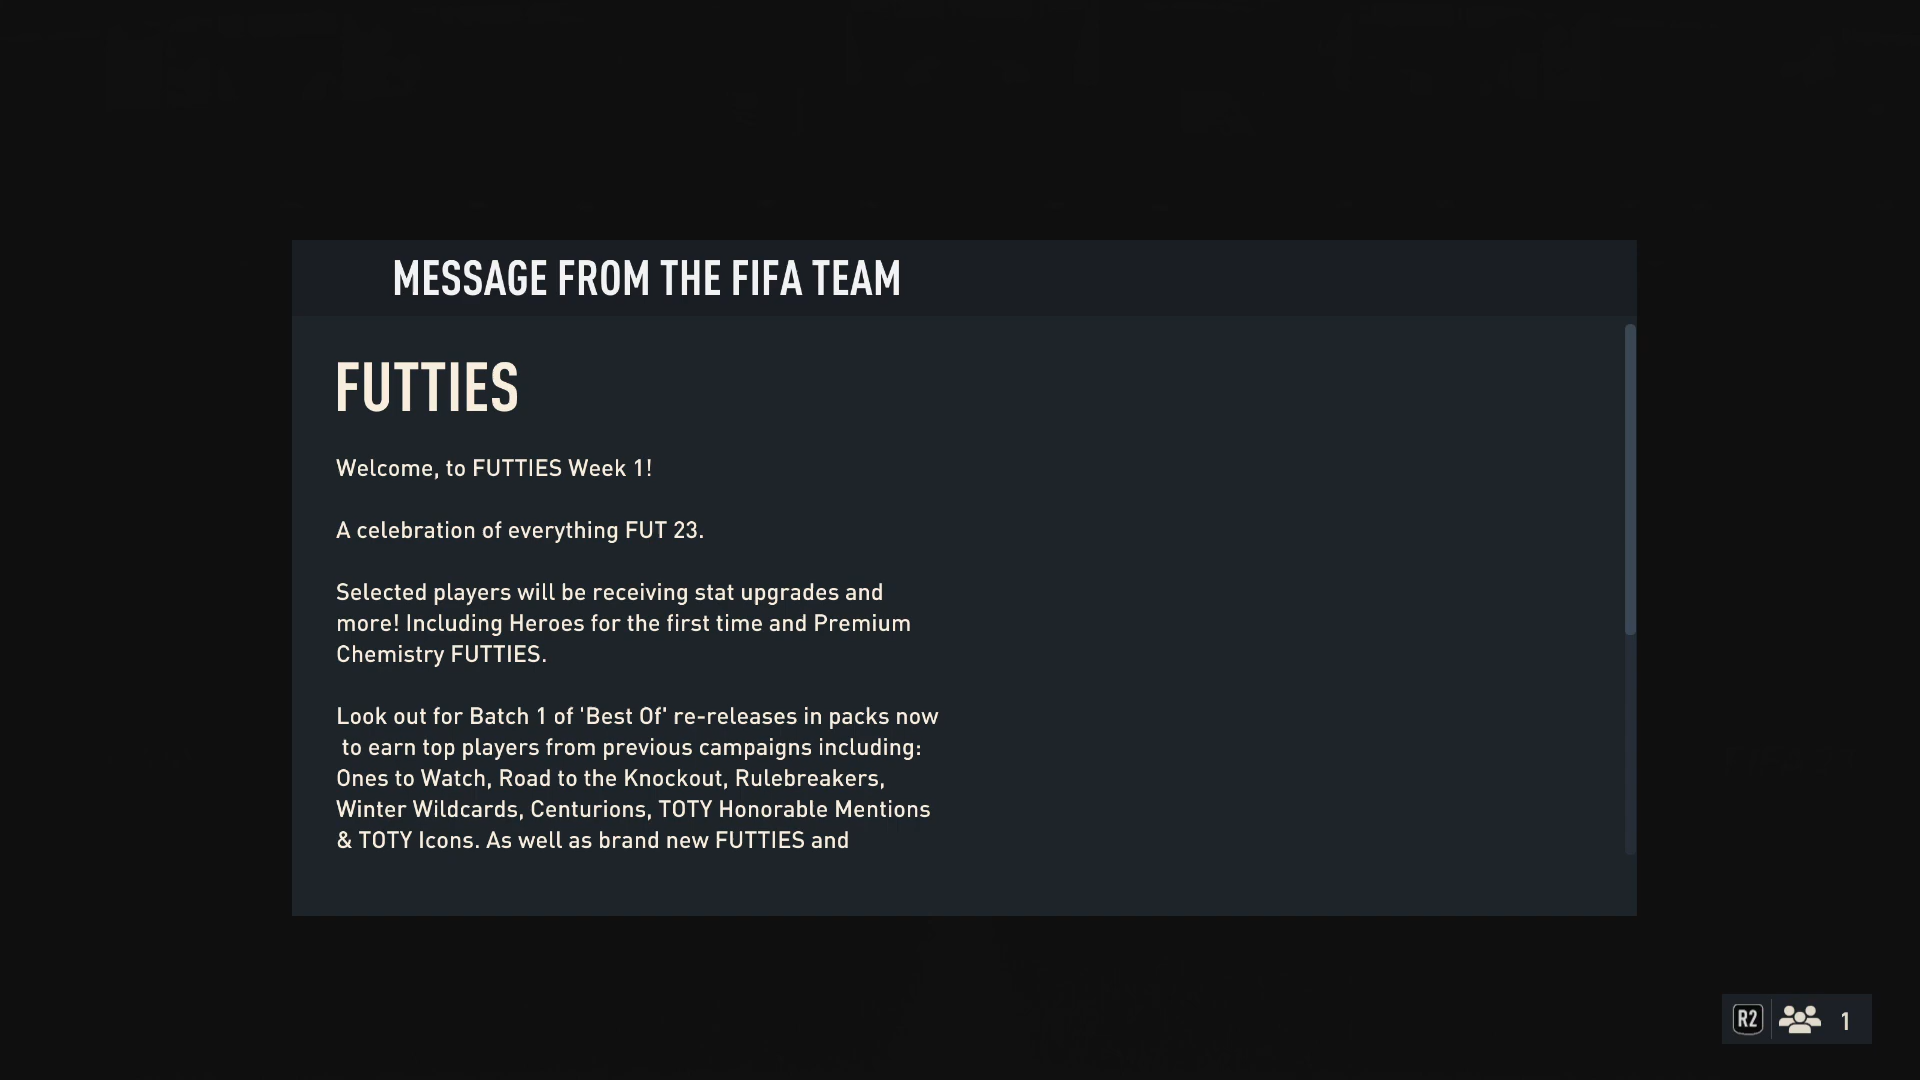 MESSAGE FROM THE FIFA TEAM
FUTTIES
Welcome, to FUTTIES Week 1!
A celebration of everything FUT 23.
Selected players will be receiving stat upgrades and
more! Including Heroes for the first time and Premium
Chemistry FUTTIES.
Look out for Batch 1 of 'Best Of' re-releases in packs now
to earn top players from previous campaigns including:
Ones to Watch, Road to the Knockout, Rulebreakers,
Winter Wildcards, Centurions, TOTY Honorable Mentions
& TOTY Icons. As well as brand new FUTTIES and
R2 1